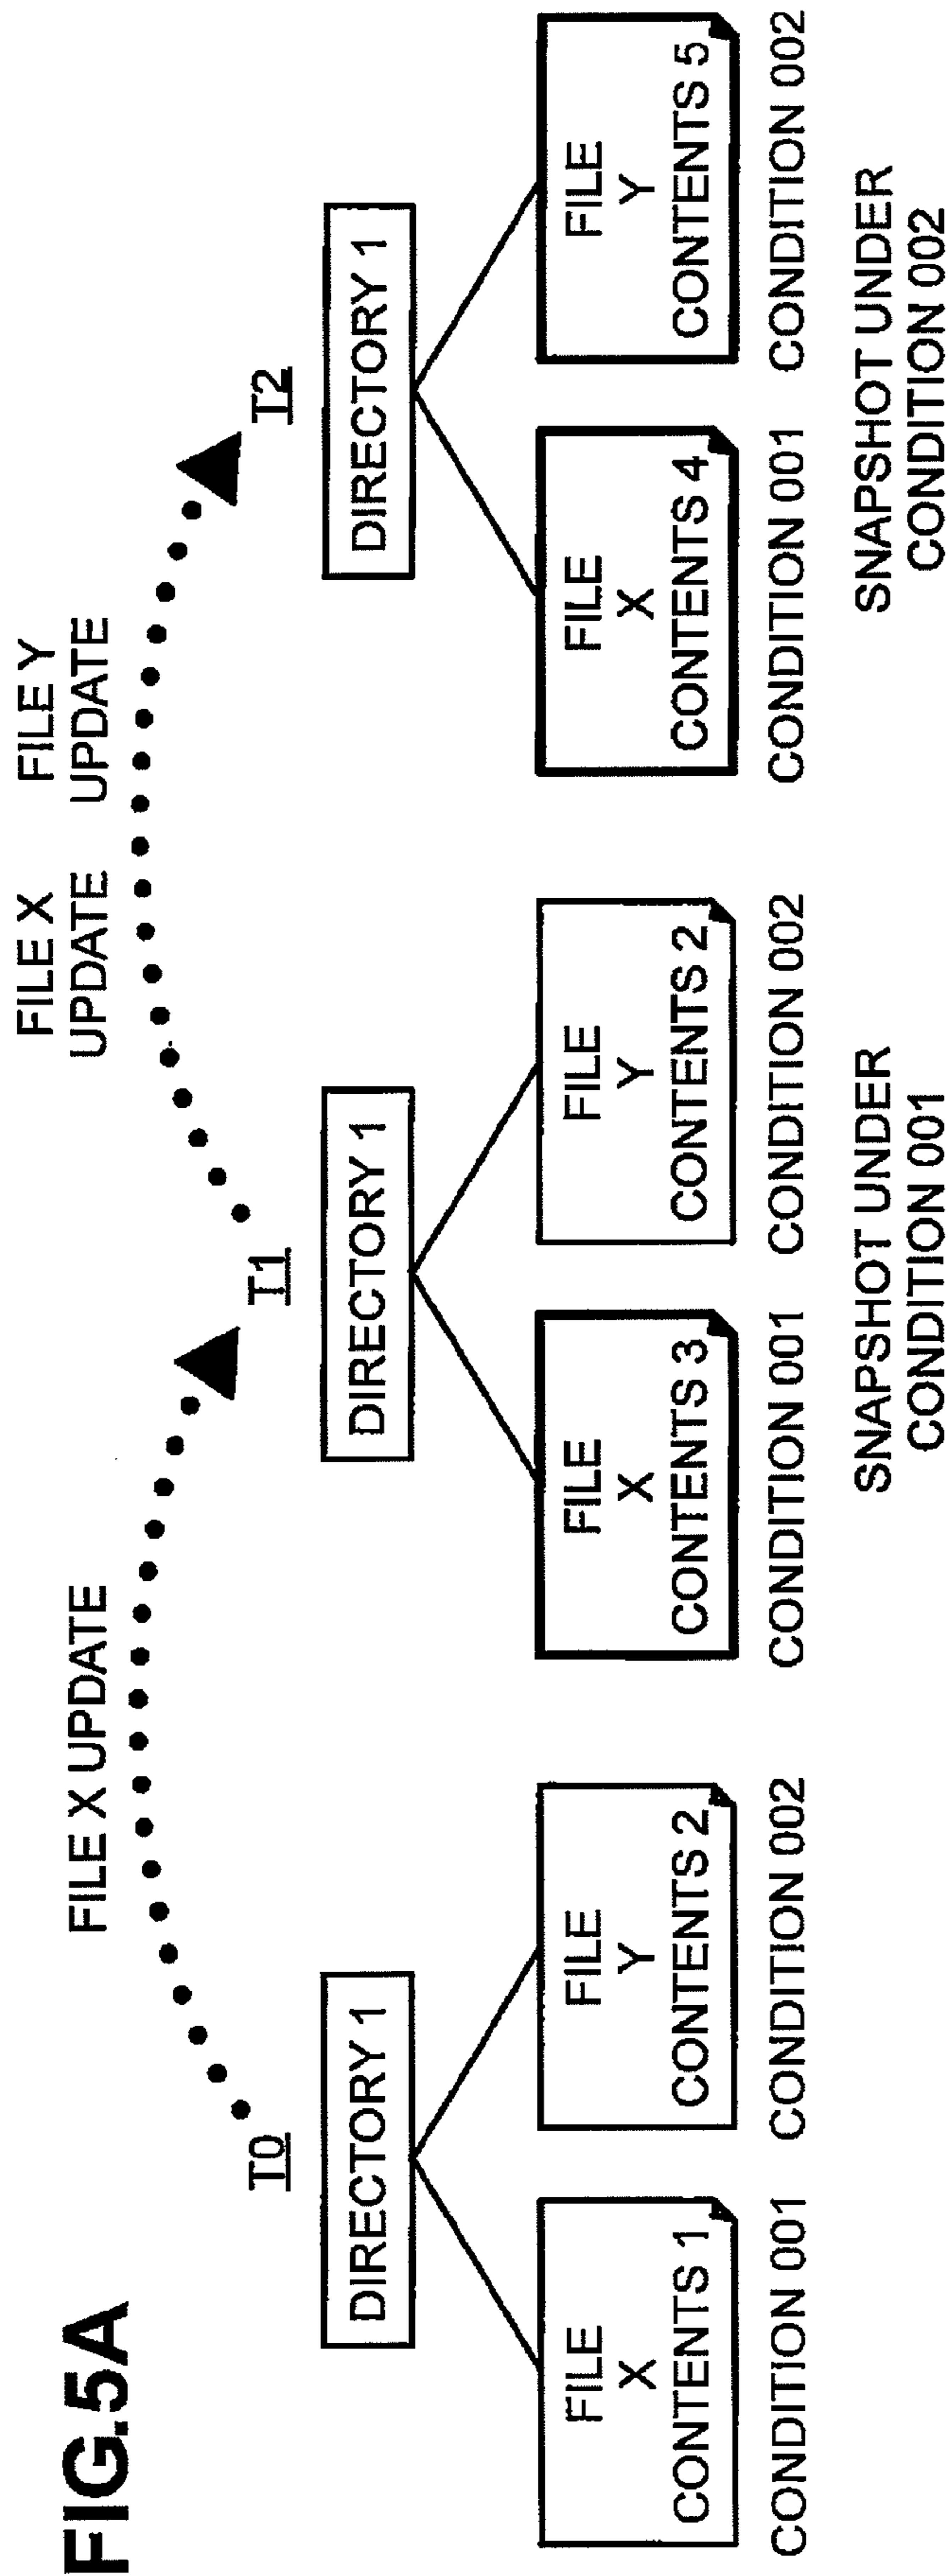 FIG.5A
FILE X UPDATE
FILE X
UPDATE
FILE Y
UPDATE
T0
T1
T2
DIRECTORY 1
DIRECTORY 1
DIRECTORY 1
FILE
X
CONTENTS 1
FILE
Y
CONTENTS 2
FILE
X
CONTENTS 3
FILE
Y
CONTENTS 2
FILE
X
CONTENTS 4
FILE
Y
CONTENTS 5
CONDITION 001
CONDITION 002
CONDITION 001
CONDITION 002
CONDITION 001
CONDITION 002
SNAPSHOT UNDER
CONDITION 001
SNAPSHOT UNDER
CONDITION 002